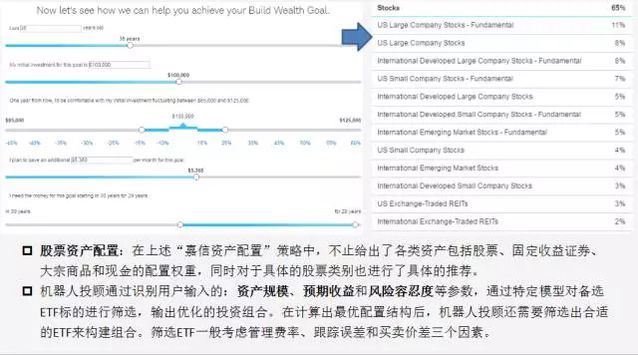 Now let's see how we can help you achieve your Build Wealth Goal.
I am 35 years old
35 years
My initial investment for this goal is $100,000
$100,000
One year from now, to be comfortable with my initial investment fluctuating between $85,000 and $125,000
$85,000 $100,000 $125,000
-40% -35% -30% -20% -10% 0% 10% 20% 30% 40% 50% 60%
I plan to save an additional per month for this goal
I need the money for this goal starting in 30 years for 20 years
in 30 years for 20 years
Stocks 65%
US Large Company Stocks - Fundamental 11%
US Large Company Stocks 8%
International Developed Large Company Stocks - Fundamental 8%
US Small Company Stocks - Fundamental 7%
International Developed Large Company Stocks 5%
International Developed Small Company Stocks - Fundamental 5%
International Emerging Market Stocks - Fundamental 5%
US Small Company Stocks 4%
International Emerging Market Stocks 4%
International Developed Small Company Stocks 3%
US Exchange-Traded REITs 3%
International Exchange-Traded REITs 2%
股票资产配置：在上述“嘉信资产配置”策略中，不止给出了各类资产包括股票、固定收益证券、
大宗商品和现金的配置权重，同时对于具体的股票类别也进行了具体的推荐。
机器人投顾通过识别用户输入的：资产规模、预期收益和风险容忍度等参数，通过特定模型对备选
ETF标的进行筛选，输出优化的投资组合。在计算出最优配置结构后，机器人投顾还需要筛选出合适
的ETF来构建组合。筛选ETF一般考虑管理费率、跟踪误差和买卖价差三个因素。